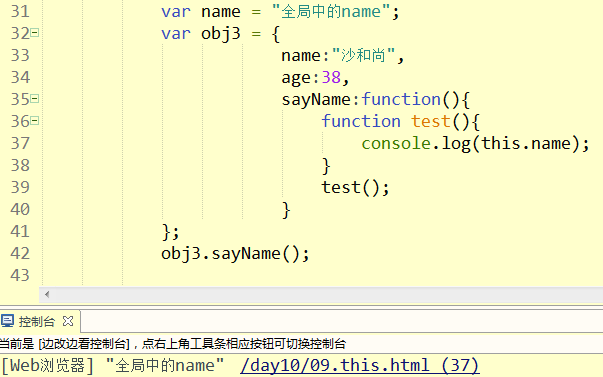 31 var name = "全局中的name";
32 var obj3 = {
33 name:"沙和尚",
34 age:38,
35 sayName:function(){
36 function test(){
37 console.log(this.name);
38 }
39 test();
40 }
41 };
42 obj3.sayName();
43
控制台
当前是 [边改边看控制台]，点右上角工具条相应按钮可切换控制台
[Web浏览器] "全局中的name" /day10/09.this.html (37)